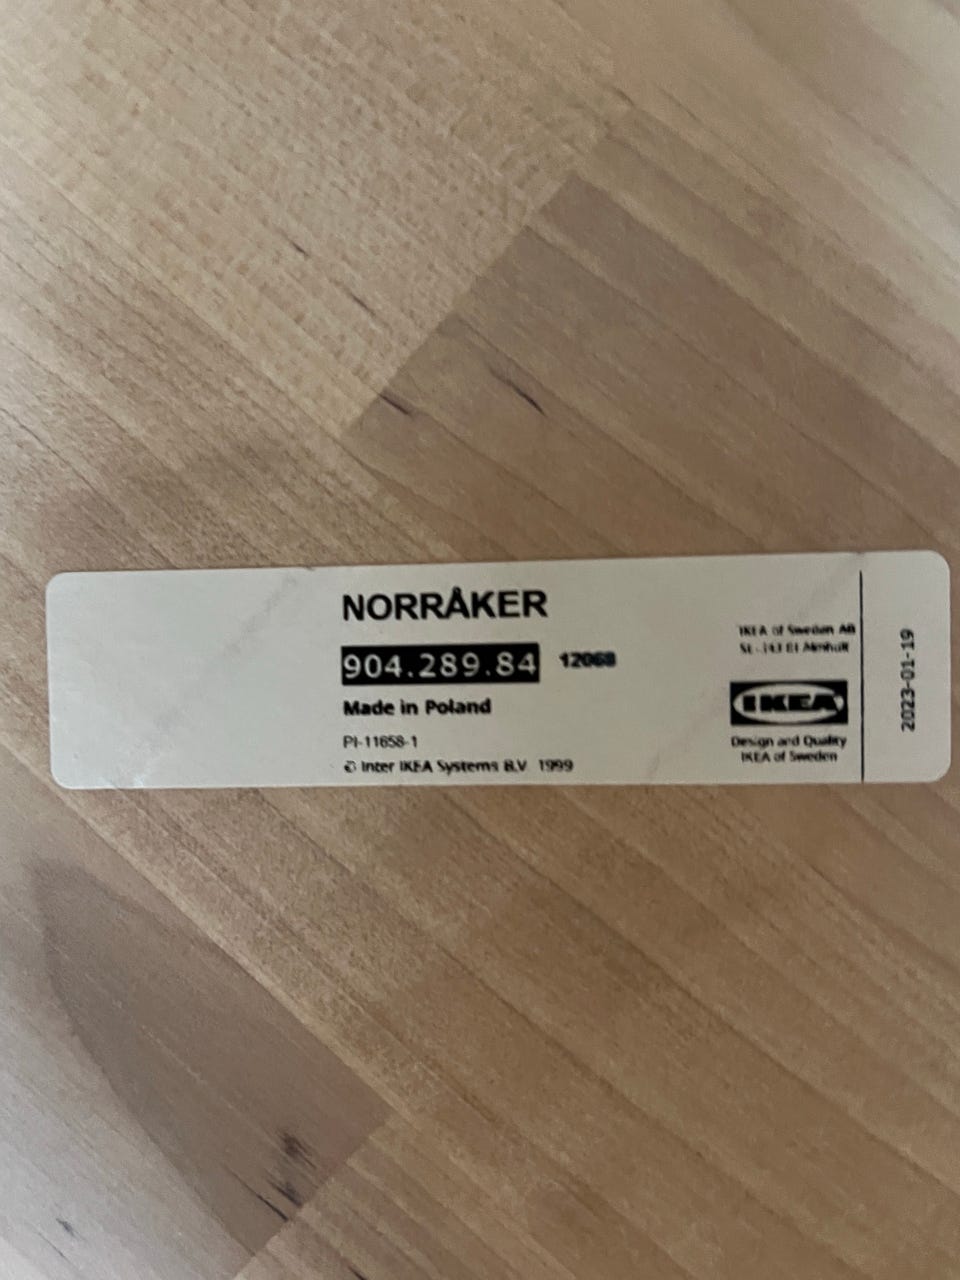 NORRÅKER
904.289.84 12068
Made in Poland
PI-11658-1
© Inter IKEA Systems B.V. 1999
IKEA of Sweden AB
SE-343 81 Älmhult
IKEA
Design and Quality
IKEA of Sweden
2023-01-19